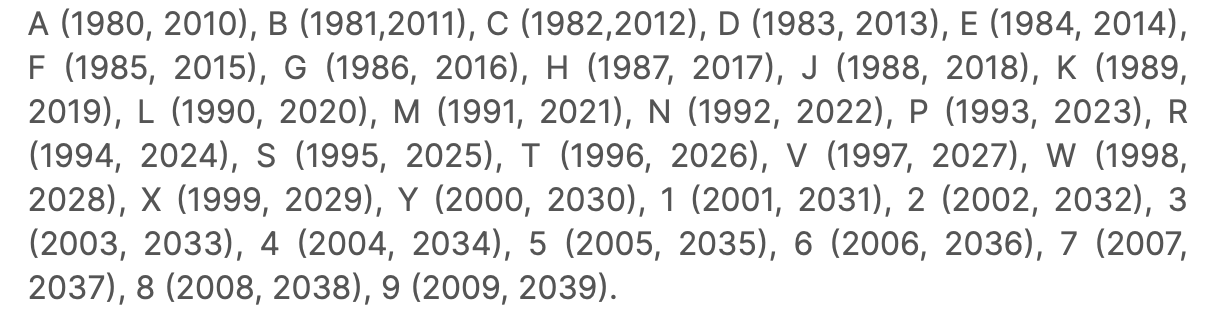 A (1980, 2010), B (1981,2011), C (1982,2012), D (1983, 2013), E (1984, 2014),
F (1985, 2015), G (1986, 2016), H (1987, 2017), J (1988, 2018), K (1989,
2019), L (1990, 2020), M (1991, 2021), N (1992, 2022), P (1993, 2023), R
(1994, 2024), S (1995, 2025), T (1996, 2026), V (1997, 2027), W (1998,
2028), X (1999, 2029), Y (2000, 2030), 1 (2001, 2031), 2 (2002, 2032), 3
(2003, 2033), 4 (2004, 2034), 5 (2005, 2035), 6 (2006, 2036), 7 (2007,
2037), 8 (2008, 2038), 9 (2009, 2039).